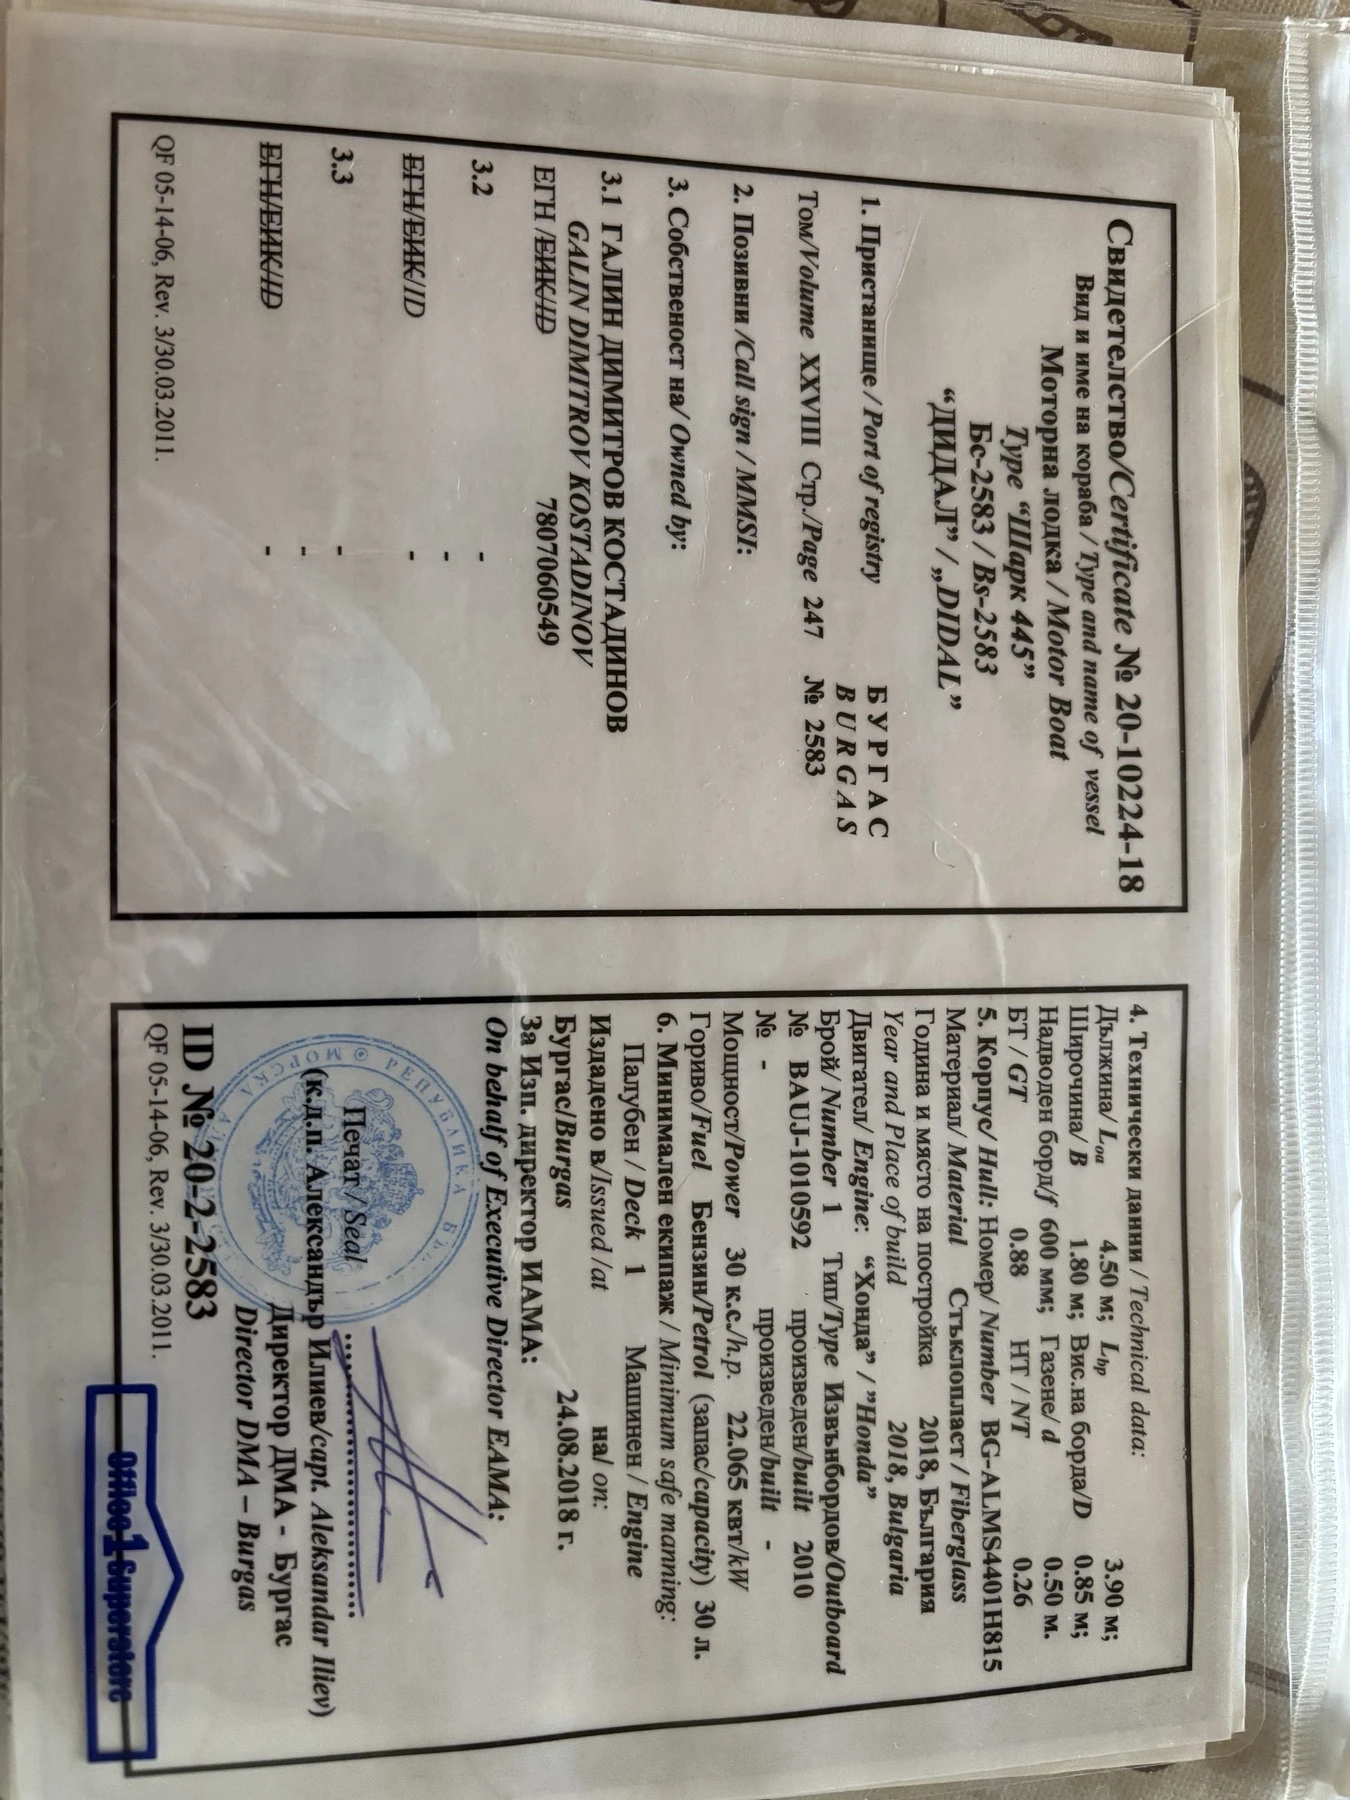 Свидетелство/Certificate № 20-10224-18
Вид и име на кораба / Type and name of vessel
Моторна лодка / Motor Boat
Type “Шарк 445”
Бс-2583 / Bs-2583
“ДИДАЛ” / „DIDAL”
1. Пристанище / Port of registry БУРГАС
BURGAS
Том/Volume XXVIII Стр./Page 247 № 2583
2. Позивни /Call sign / MMSI:
3. Собственост на/ Owned by:
3.1 ГАЛИН ДИМИТРОВ КОСТАДИНОВ
GALIN DIMITROV KOSTADINOV
ЕГН /ЕИК/ID 7807060549
3.2 -
-
ЕГН/ЕИК/ID -
3.3 -
-
ЕГН/ЕИК/ID -
QF 05-14-06, Rev. 3/30.03.2011.
4. Технически данни / Technical data:
Дължина/ Loa 4.50 м; Lbp 3.90 м;
Широчина/ B 1.80 м; Вис.на борда/D 0.85 м;
Надводен борд/f 600 мм; Газене/ d 0.50 м.
БТ / GT 0.88 НТ / NT 0.26
5. Корпус/ Hull: Номер/ Number BG-ALMS4401H815
Материал/ Material Стъклопласт / Fiberglass
Година и място на постройка 2018, България
Year and Place of build 2018, Bulgaria
Двигател/ Engine: “Хонда” / ”Honda”
Брой/ Number 1 Тип/Type Извънбордов/Outboard
№ BAUJ-1010592 произведен/built 2010
№ - произведен/built -
Мощност/Power 30 к.с./h.p. 22.065 квт/kW
Гориво/Fuel Бензин/Petrol (запас/capacity) 30 л.
6. Минимален екипаж / Minimum safe manning:
Палубен / Deck 1 Машинен / Engine
Издадено в/Issued /at на/ on:
Бургас/Burgas 24.08.2018 г.
За Изп. директор ИАМА:
On behalf of Executive Director EAMA:
Печат / Seal
(к.д.п. Александър Илиев/capt. Aleksandar Iliev)
Директор ДМА - Бургас
Director DMA – Burgas
ID № 20-2-2583
QF 05-14-06, Rev. 3/30.03.2011.
РЕПУБЛИКА
МОРСКА
Office 1 Superstore